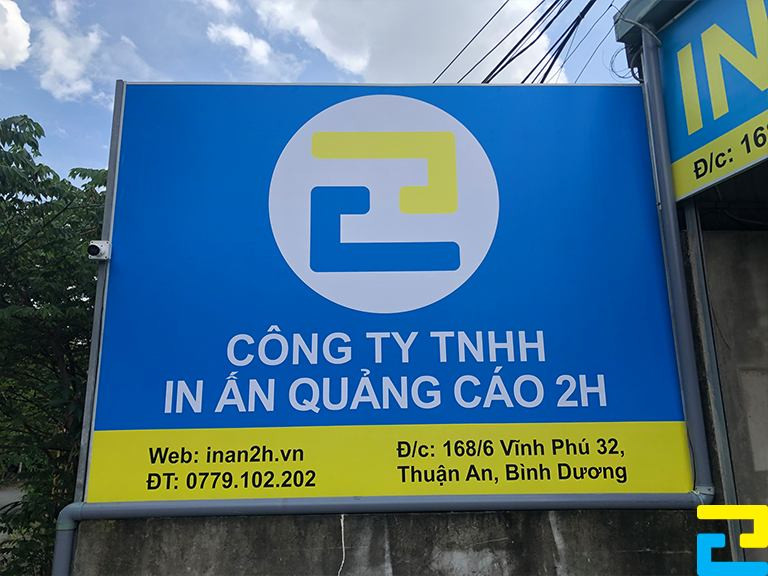 CÔNG TY TNHH
IN ẤN QUẢNG CÁO 2H
Web: inan2h.vn
ĐT: 0779.102.202
Đ/c: 168/6 Vĩnh Phú 32,
Thuận An, Bình Dương
IN
Đ/c: 168